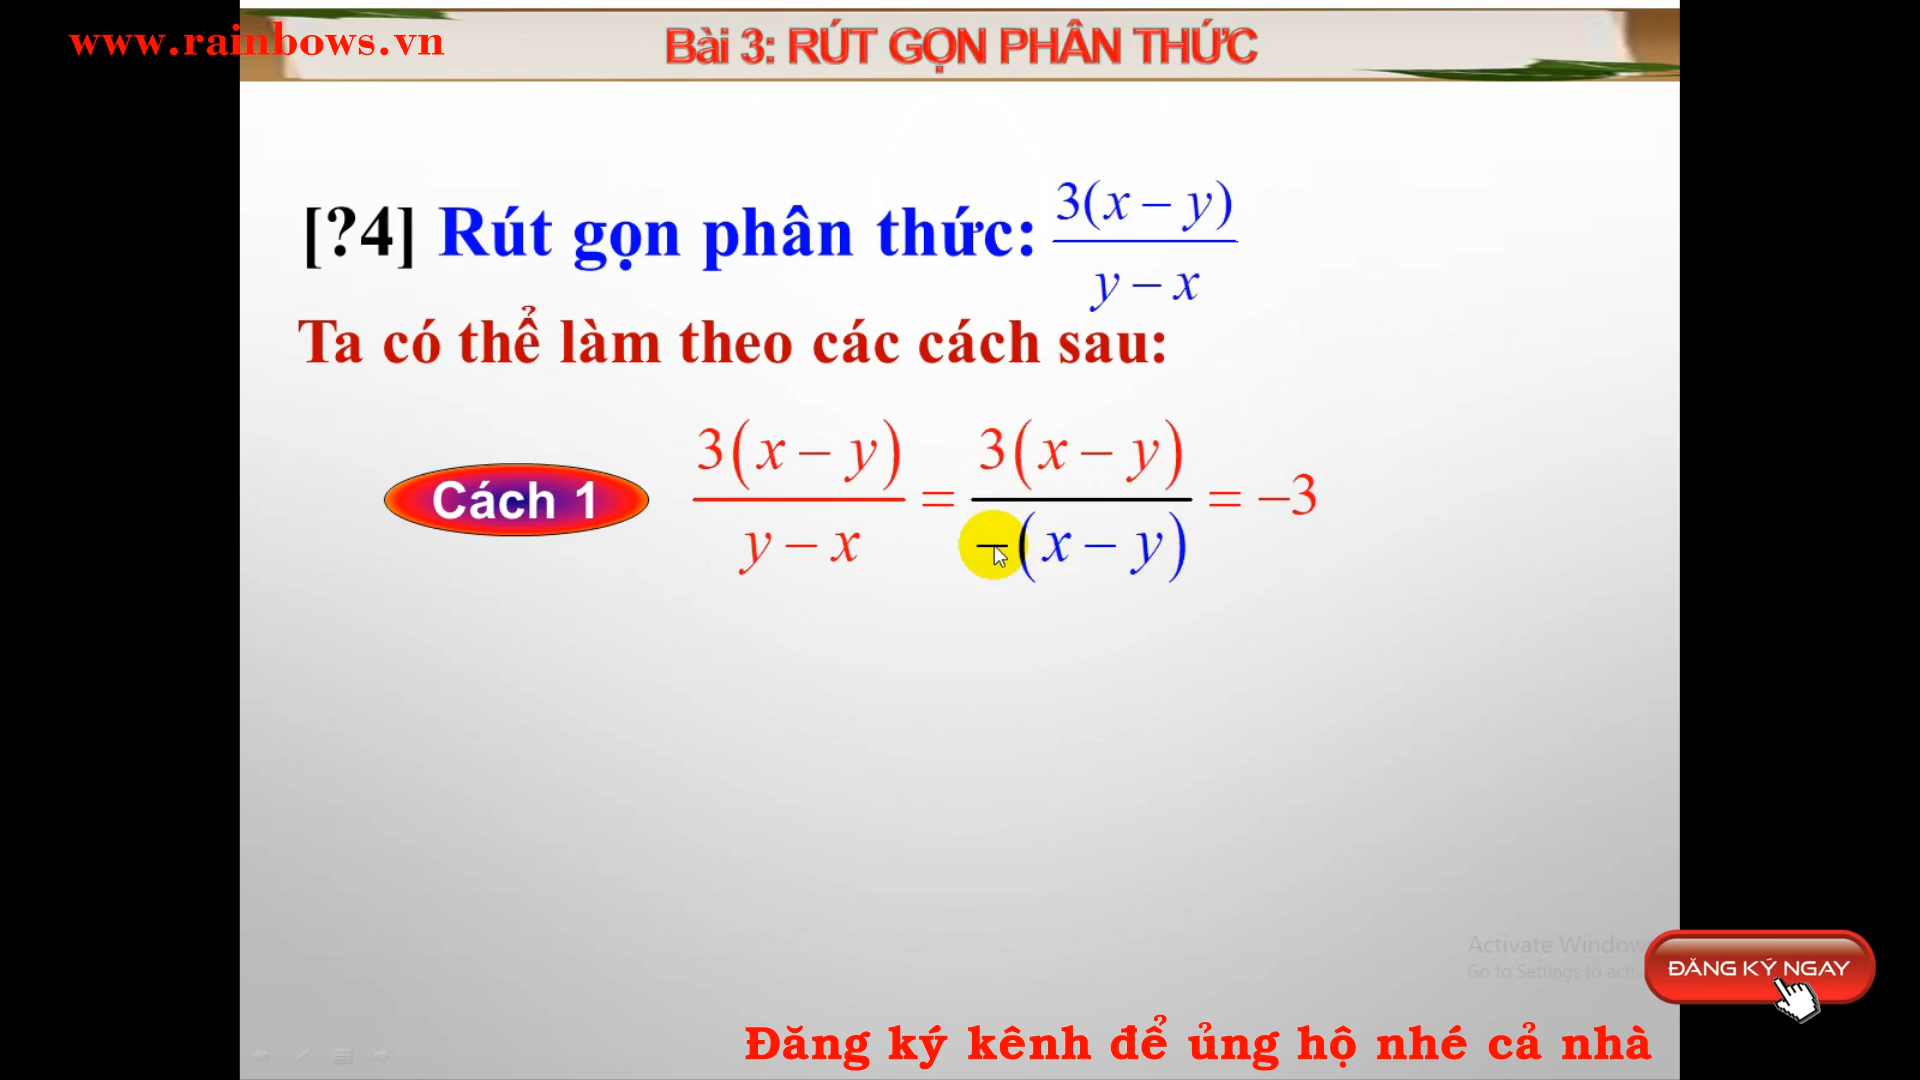 www.rainbows.vn
Bài 3: RÚT GỌN PHÂN THỨC
[?4] Rút gọn phân thức: 3(x – y) / y – x
Ta có thể làm theo các cách sau:
Cách 1 3(x – y) / y – x = 3(x – y) / –(x – y) = –3
Activate Window
Go to Settings to acti
ĐĂNG KÝ NGAY
Đăng ký kênh để ủng hộ nhé cả nhà